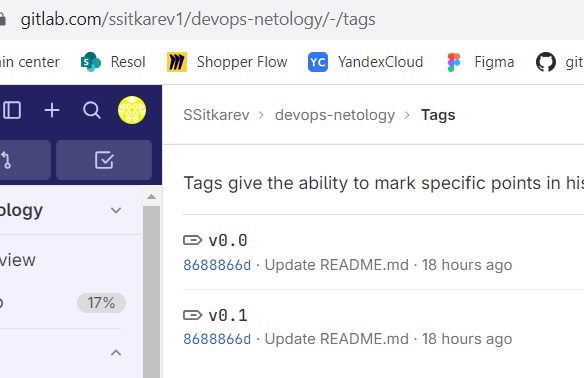 gitlab.com/ssitkarev1/devops-netology/-/tags
in center Resol Shopper Flow YC YandexCloud Figma git
SSitkarev > devops-netology > Tags
Tags give the ability to mark specific points in his
ology
v0.0
view
8688866d · Update README.md · 18 hours ago
17%
v0.1
8688866d · Update README.md · 18 hours ago